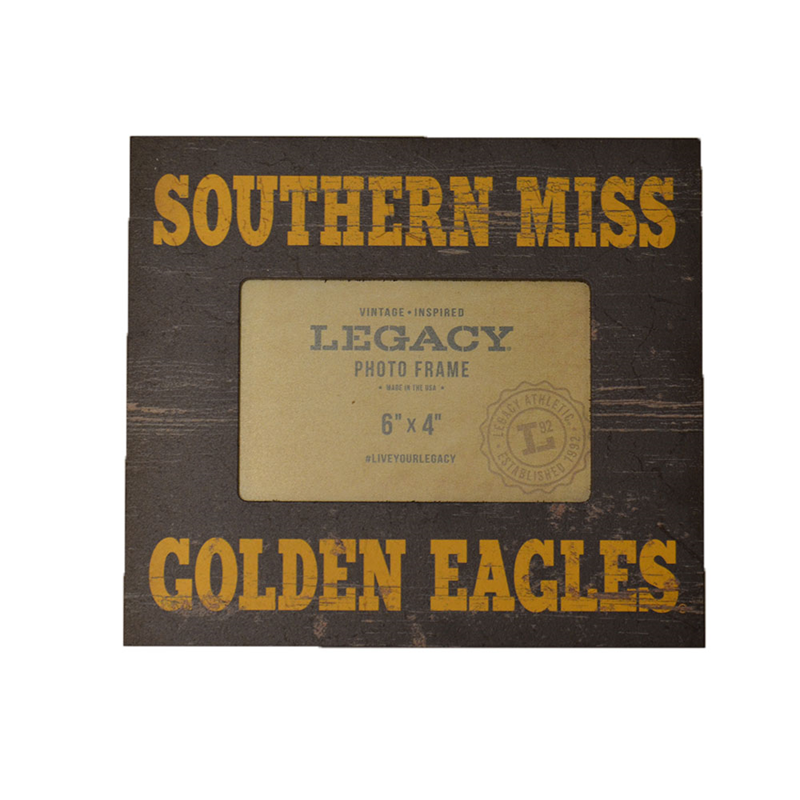 SOUTHERN MISS
VINTAGE • INSPIRED
LEGACY
PHOTO FRAME
• MADE IN THE USA •
6" x 4"
#LIVEYOURLEGACY
• LEGACY ATHLETIC •
L 92
ESTABLISHED 1992
GOLDEN EAGLES